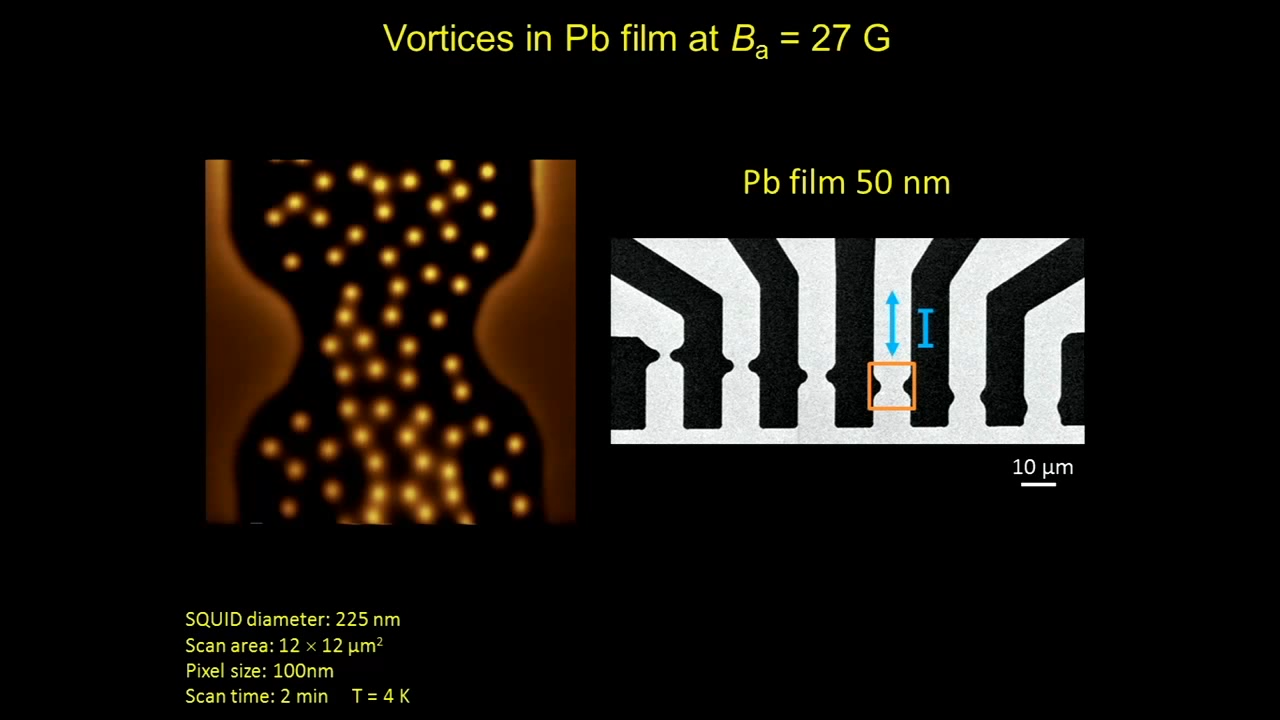 Vortices in Pb film at Ba = 27 G
Pb film 50 nm
I
10 µm
SQUID diameter: 225 nm
Scan area: 12 × 12 µm²
Pixel size: 100nm
Scan time: 2 min T = 4 K